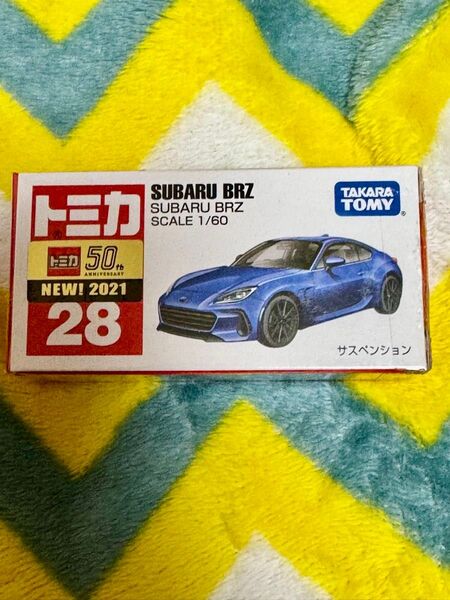 トミカ
トミカ 50th
ANNIVERSARY
NEW! 2021
28
SUBARU BRZ
SUBARU BRZ
SCALE 1/60
TAKARA
TOMY®
サスペンション